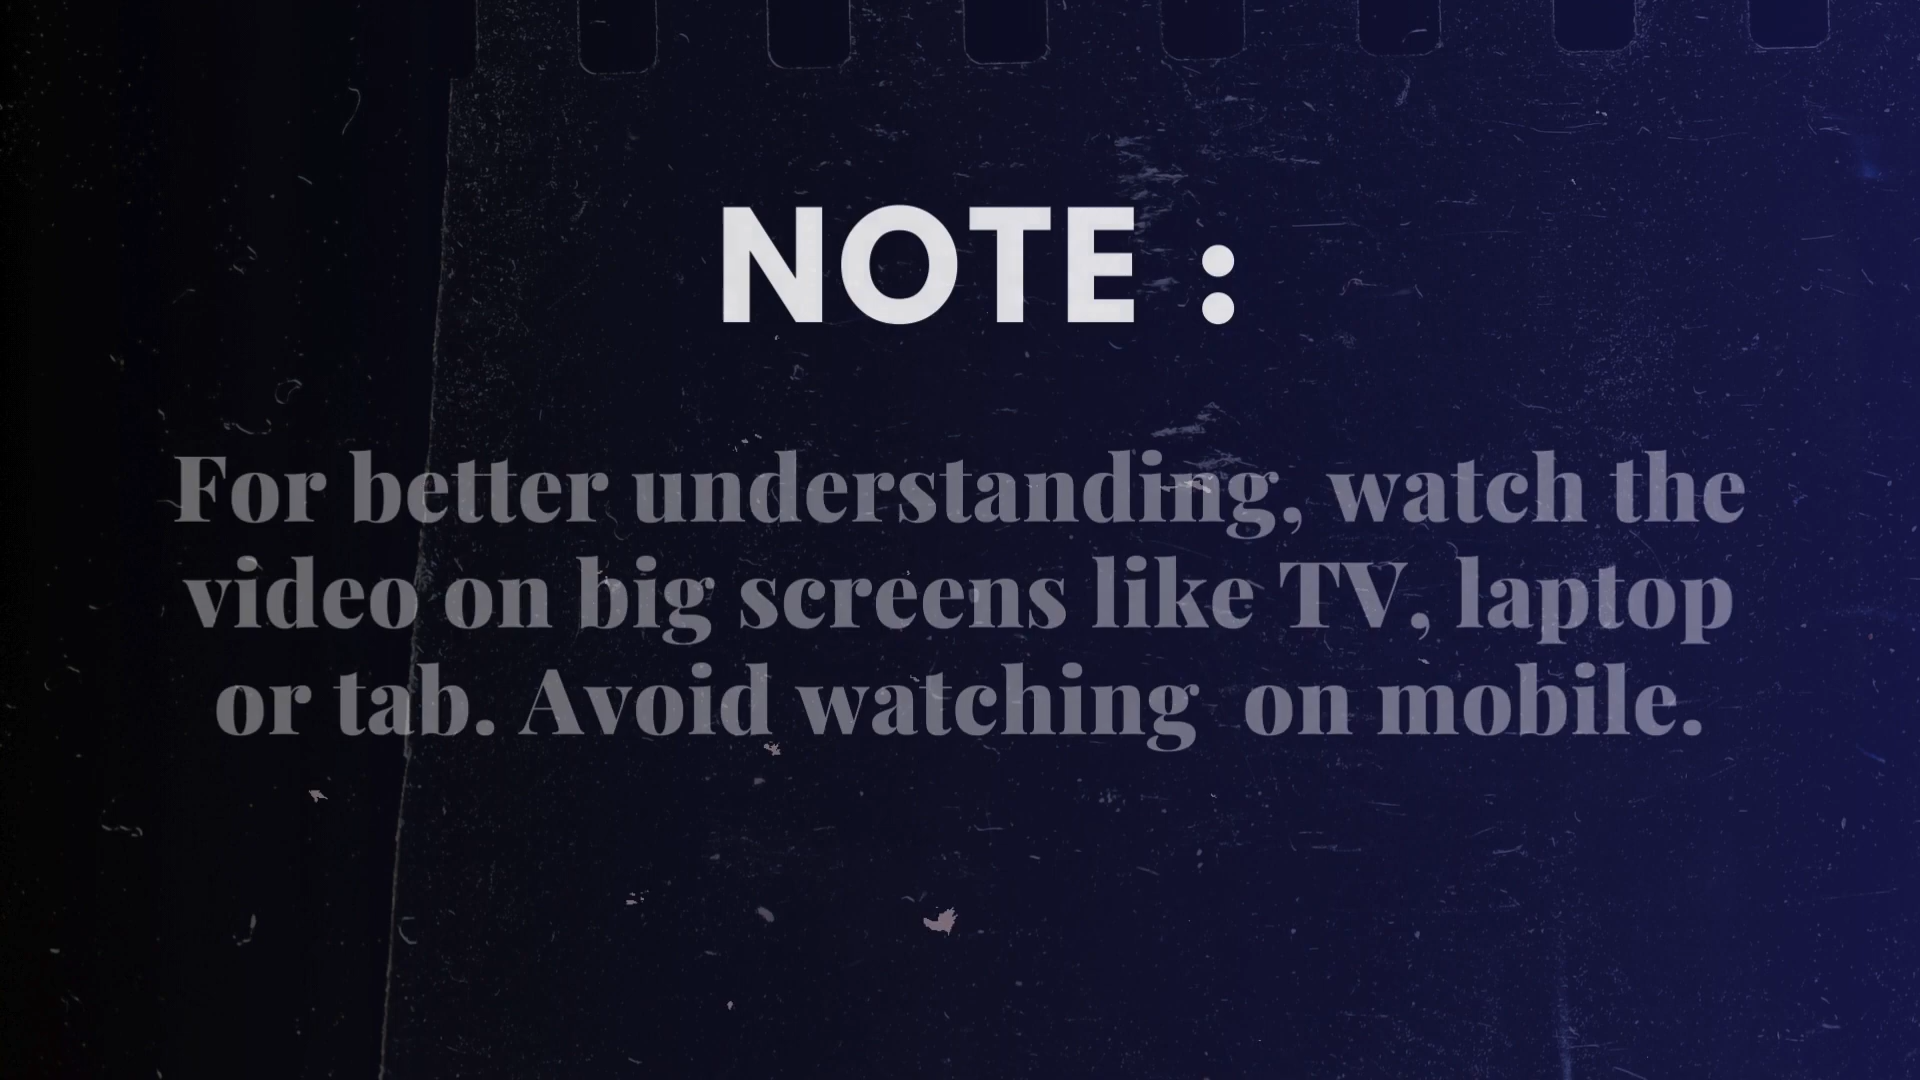 NOTE :
For better understanding, watch the
video on big screens like TV, laptop
or tab. Avoid watching  on mobile.